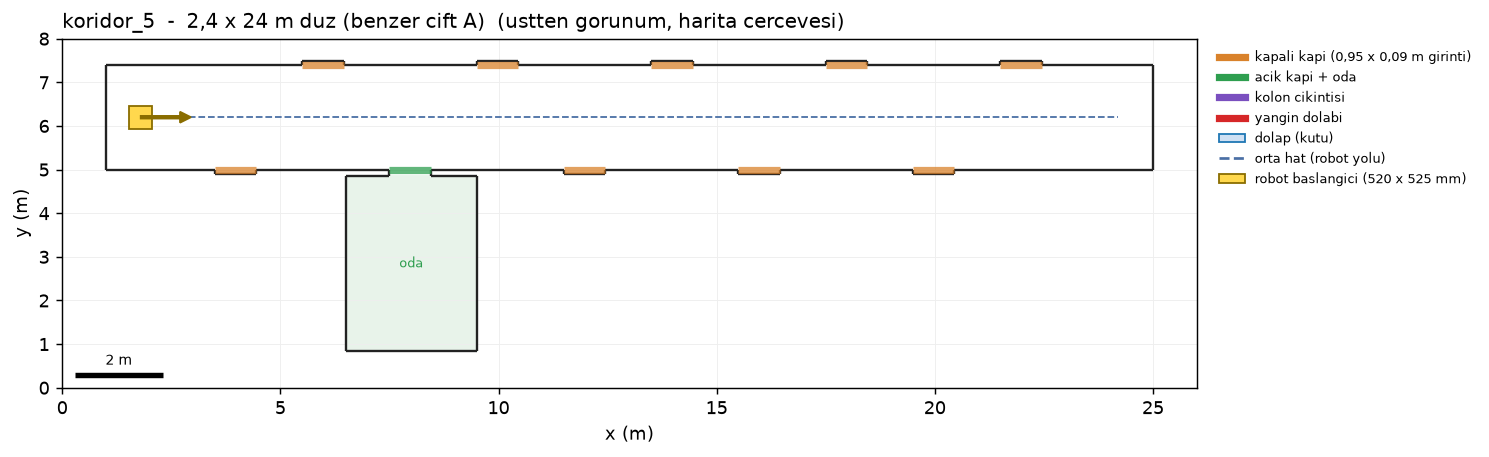 koridor_5  -  2,4 x 24 m duz (benzer cift A)  (ustten gorunum, harita cercevesi)
8
7
6
5
4
3
2
1
0
y (m)
oda
2 m
0
5
10
15
20
25
x (m)
kapali kapi (0,95 x 0,09 m girinti)
acik kapi + oda
kolon cikintisi
yangin dolabi
dolap (kutu)
orta hat (robot yolu)
robot baslangici (520 x 525 mm)